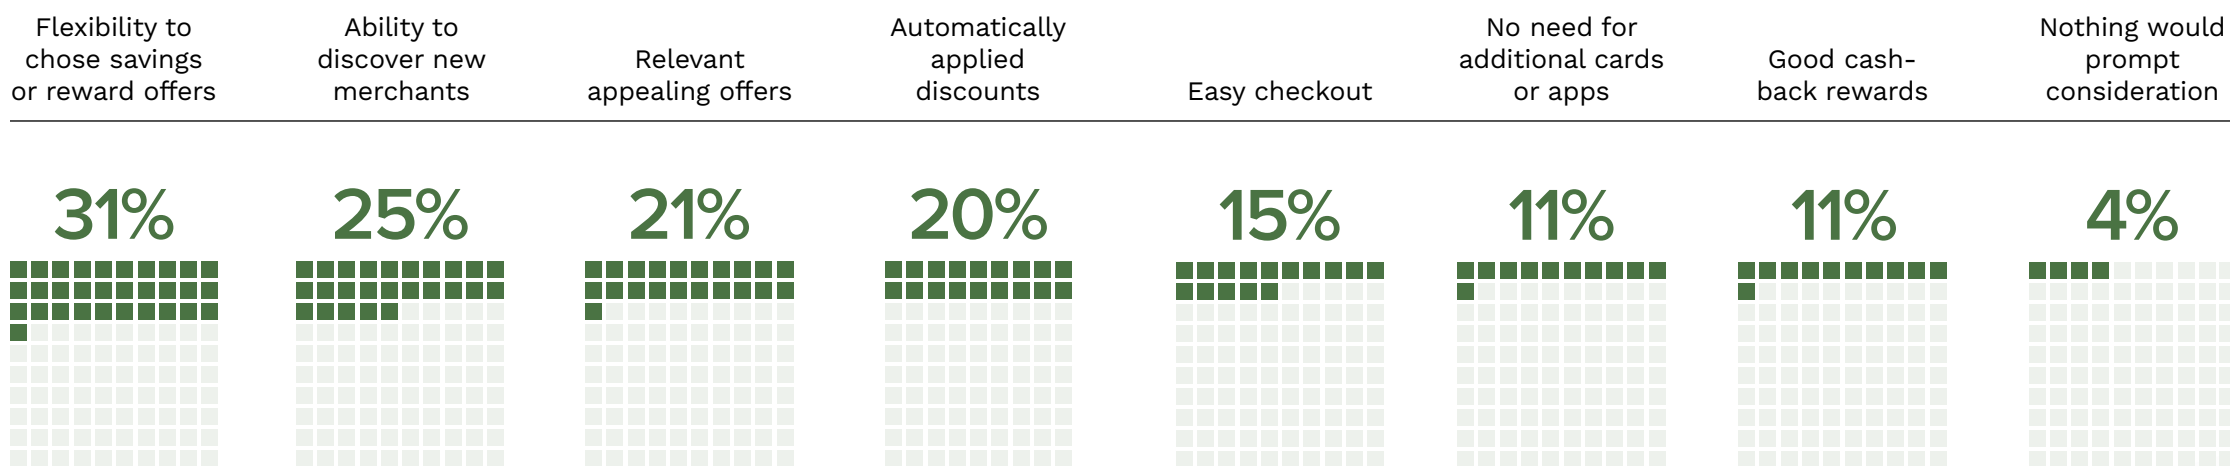 Flexibility to
chose savings
or reward offers
Ability to
discover new
merchants
Relevant
appealing offers
Automatically
applied
discounts
Easy checkout
No need for
additional cards
or apps
Good cash-
back rewards
Nothing would
prompt
consideration
31%
25%
21%
20%
15%
11%
11%
4%